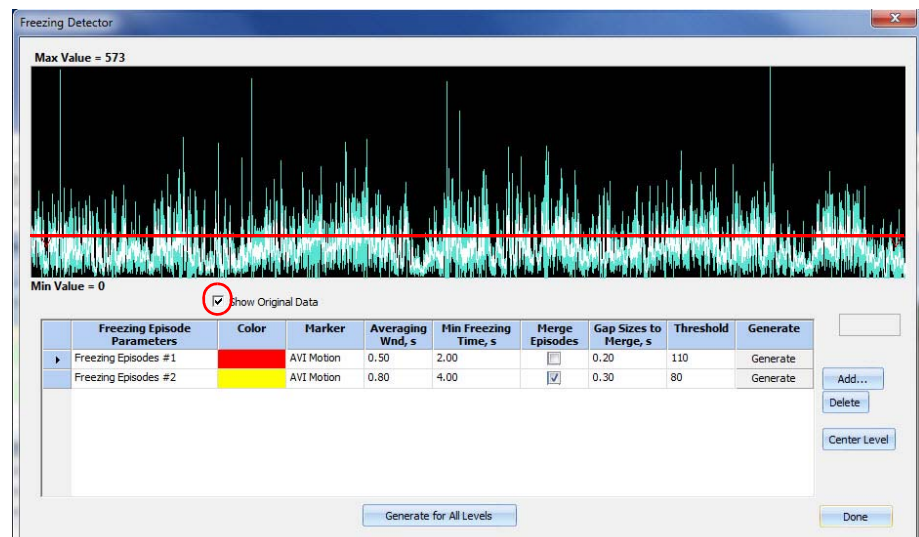 Freezing Detector
Max Value = 573
Min Value = 0
Show Original Data
Freezing Episode Parameters Color Marker Averaging Wnd, s Min Freezing Time, s Merge Episodes Gap Sizes to Merge, s Threshold Generate
Freezing Episodes #1 AVI Motion 0.50 2.00 0.20 110 Generate
Freezing Episodes #2 AVI Motion 0.80 4.00 0.30 80 Generate
Add...
Delete
Center Level
Generate for All Levels
Done